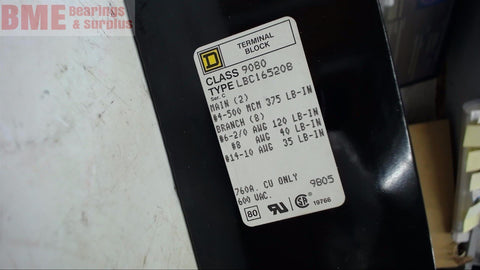 BME Bearings
& surplus
TERMINAL
BLOCK
CLASS 9080
TYPE LBC165208
Ser. C
MAIN (2)
#4-500 MCM 375 LB-IN
BRANCH (8)
#6-2/0 AWG 120 LB-IN
#8 AWG 40 LB-IN
#14-10 AWG 35 LB-IN
760A. CU ONLY
600 VAC. 9805
80 19766